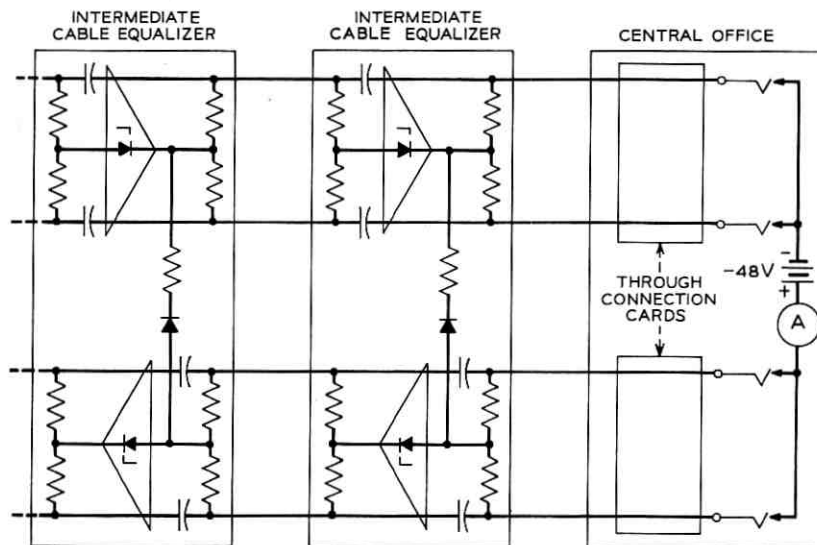 INTERMEDIATE
CABLE EQUALIZER
INTERMEDIATE
CABLE EQUALIZER
CENTRAL OFFICE
-48V
-
+
THROUGH
CONNECTION
CARDS
A